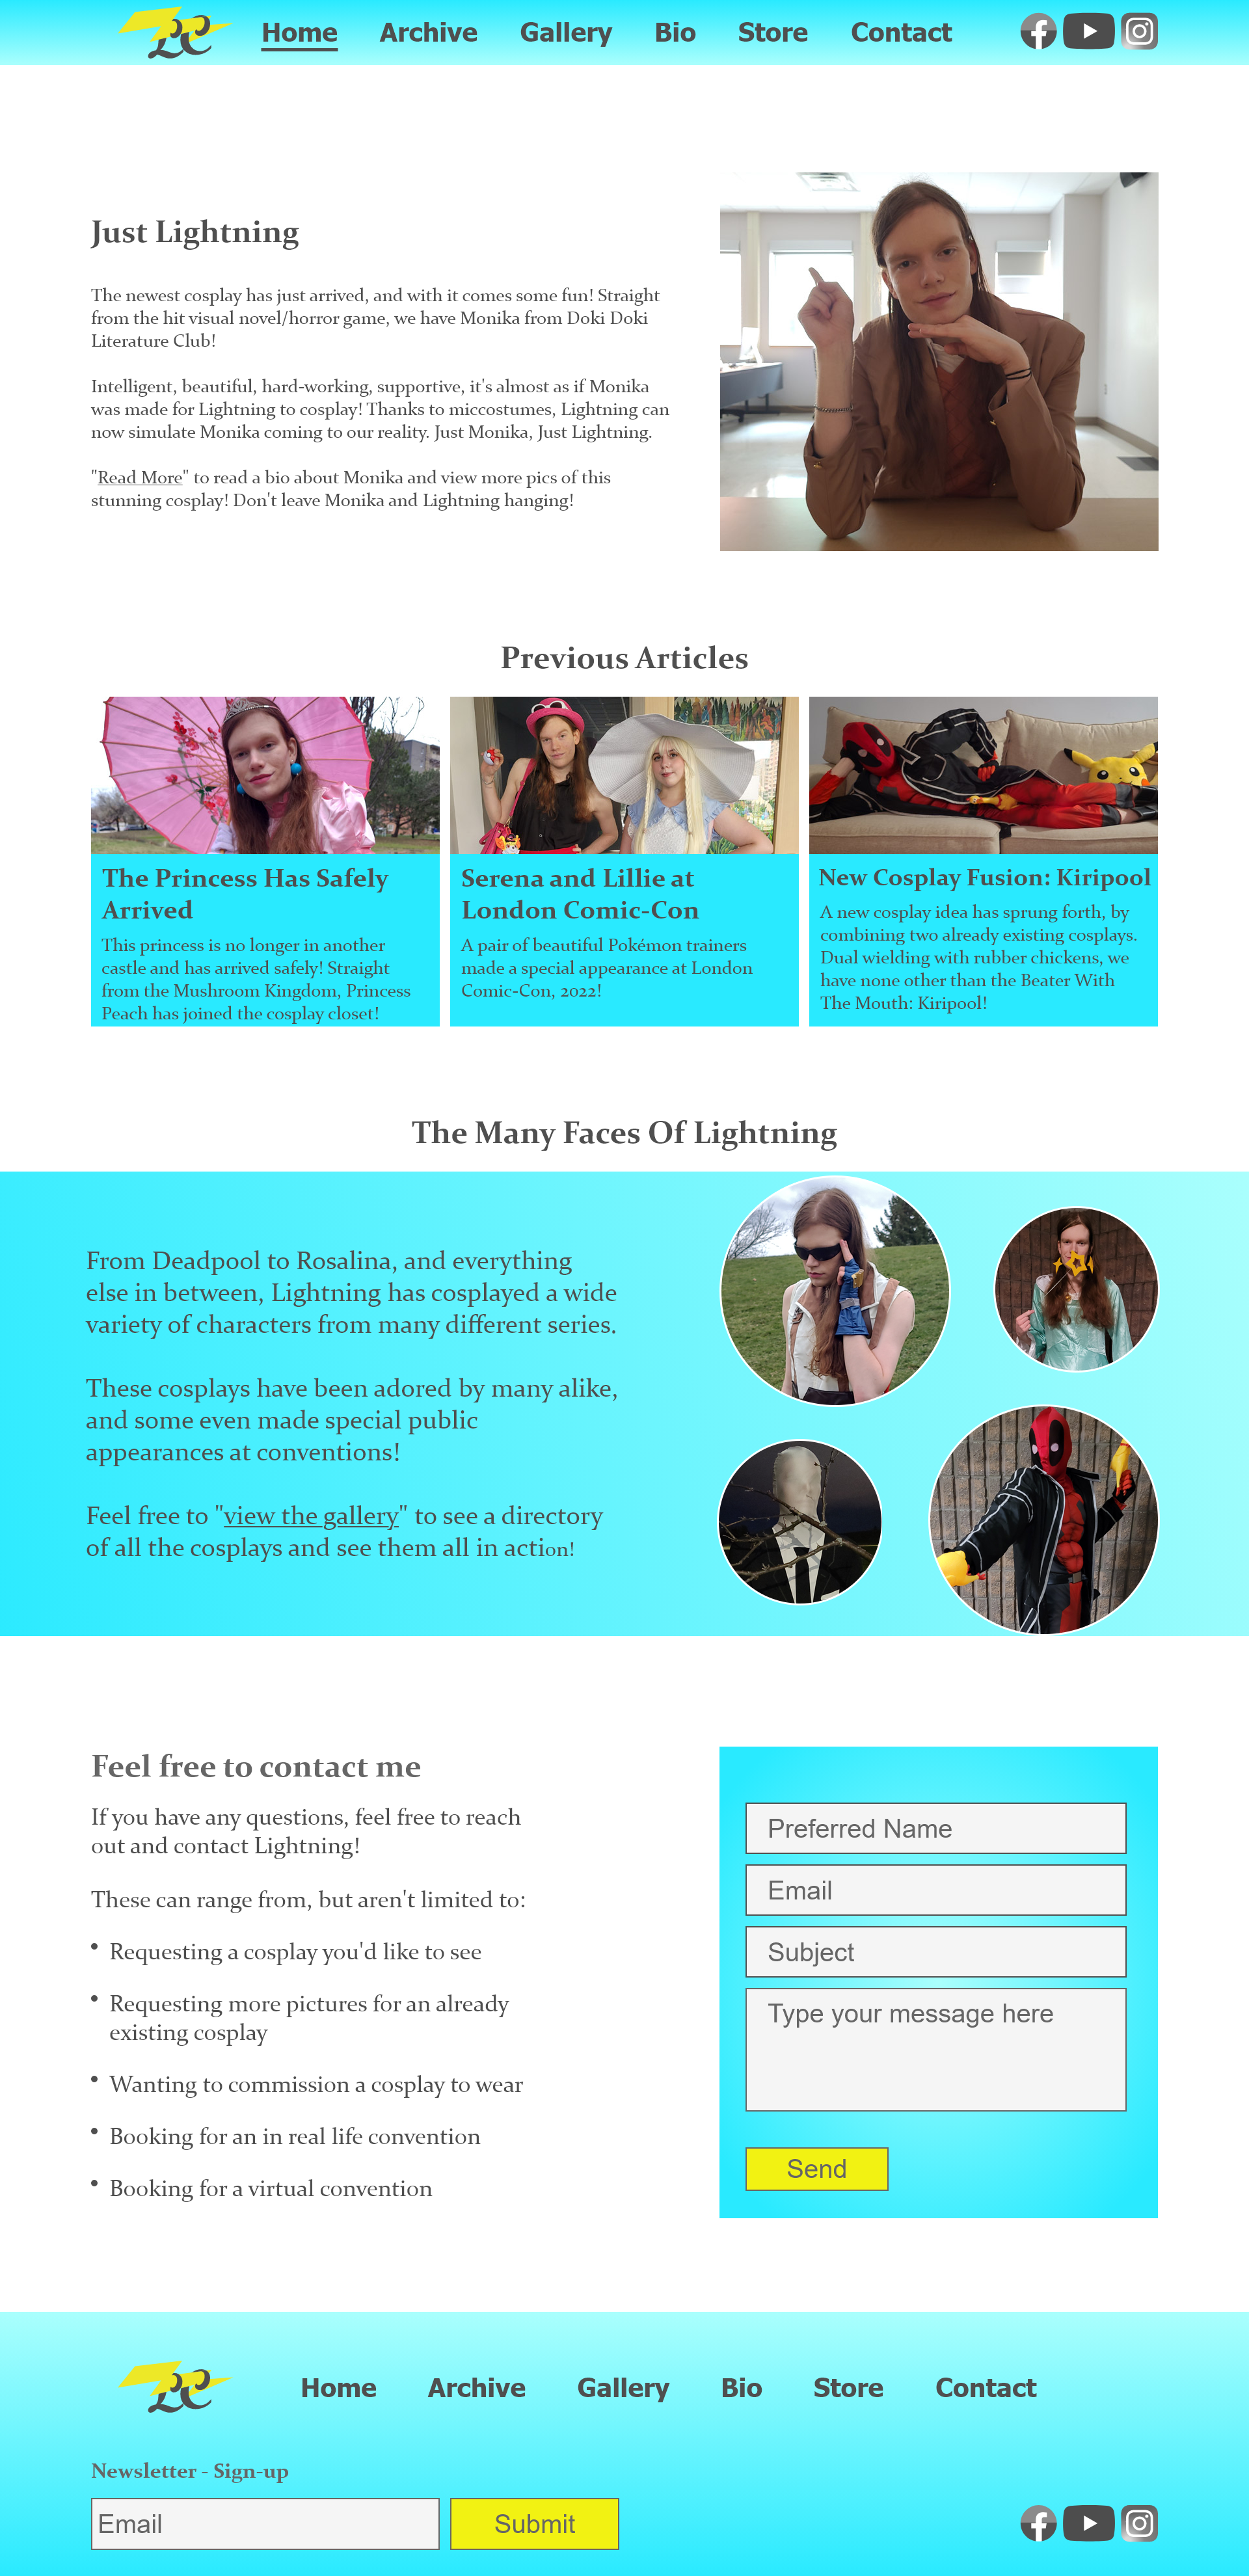 LC
Home Archive Gallery Bio Store Contact
Just Lightning
The newest cosplay has just arrived, and with it comes some fun! Straight
from the hit visual novel/horror game, we have Monika from Doki Doki
Literature Club!
Intelligent, beautiful, hard-working, supportive, it's almost as if Monika
was made for Lightning to cosplay! Thanks to miccostumes, Lightning can
now simulate Monika coming to our reality. Just Monika, Just Lightning.
"Read More" to read a bio about Monika and view more pics of this
stunning cosplay! Don't leave Monika and Lightning hanging!
Previous Articles
The Princess Has Safely
Arrived
This princess is no longer in another
castle and has arrived safely! Straight
from the Mushroom Kingdom, Princess
Peach has joined the cosplay closet!
Serena and Lillie at
London Comic-Con
A pair of beautiful Pokémon trainers
made a special appearance at London
Comic-Con, 2022!
New Cosplay Fusion: Kiripool
A new cosplay idea has sprung forth, by
combining two already existing cosplays.
Dual wielding with rubber chickens, we
have none other than the Beater With
The Mouth: Kiripool!
The Many Faces Of Lightning
From Deadpool to Rosalina, and everything
else in between, Lightning has cosplayed a wide
variety of characters from many different series.
These cosplays have been adored by many alike,
and some even made special public
appearances at conventions!
Feel free to "view the gallery" to see a directory
of all the cosplays and see them all in action!
Feel free to contact me
If you have any questions, feel free to reach
out and contact Lightning!
These can range from, but aren't limited to:
• Requesting a cosplay you'd like to see
• Requesting more pictures for an already
existing cosplay
• Wanting to commission a cosplay to wear
• Booking for an in real life convention
• Booking for a virtual convention
Preferred Name
Email
Subject
Type your message here
Send
LC
Home Archive Gallery Bio Store Contact
Newsletter - Sign-up
Email
Submit